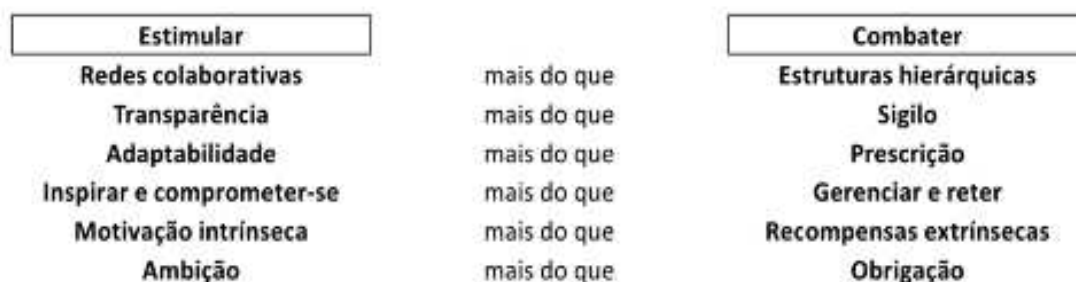 Estimular Combater
Redes colaborativas mais do que Estruturas hierárquicas
Transparência mais do que Sigilo
Adaptabilidade mais do que Prescrição
Inspirar e comprometer-se mais do que Gerenciar e reter
Motivação intrínseca mais do que Recompensas extrínsecas
Ambição mais do que Obrigação